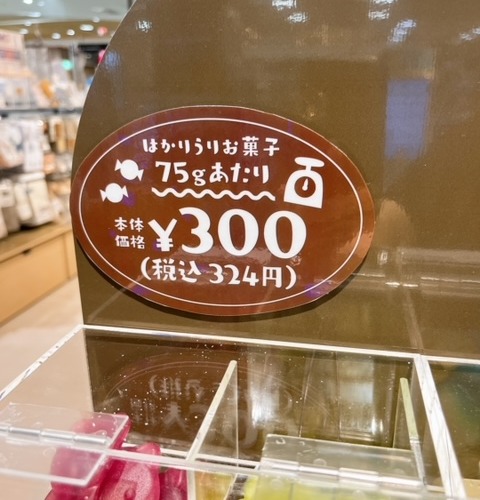 はかりうりお菓子
75gあたり
本体
価格 ¥300
(税込 324円)